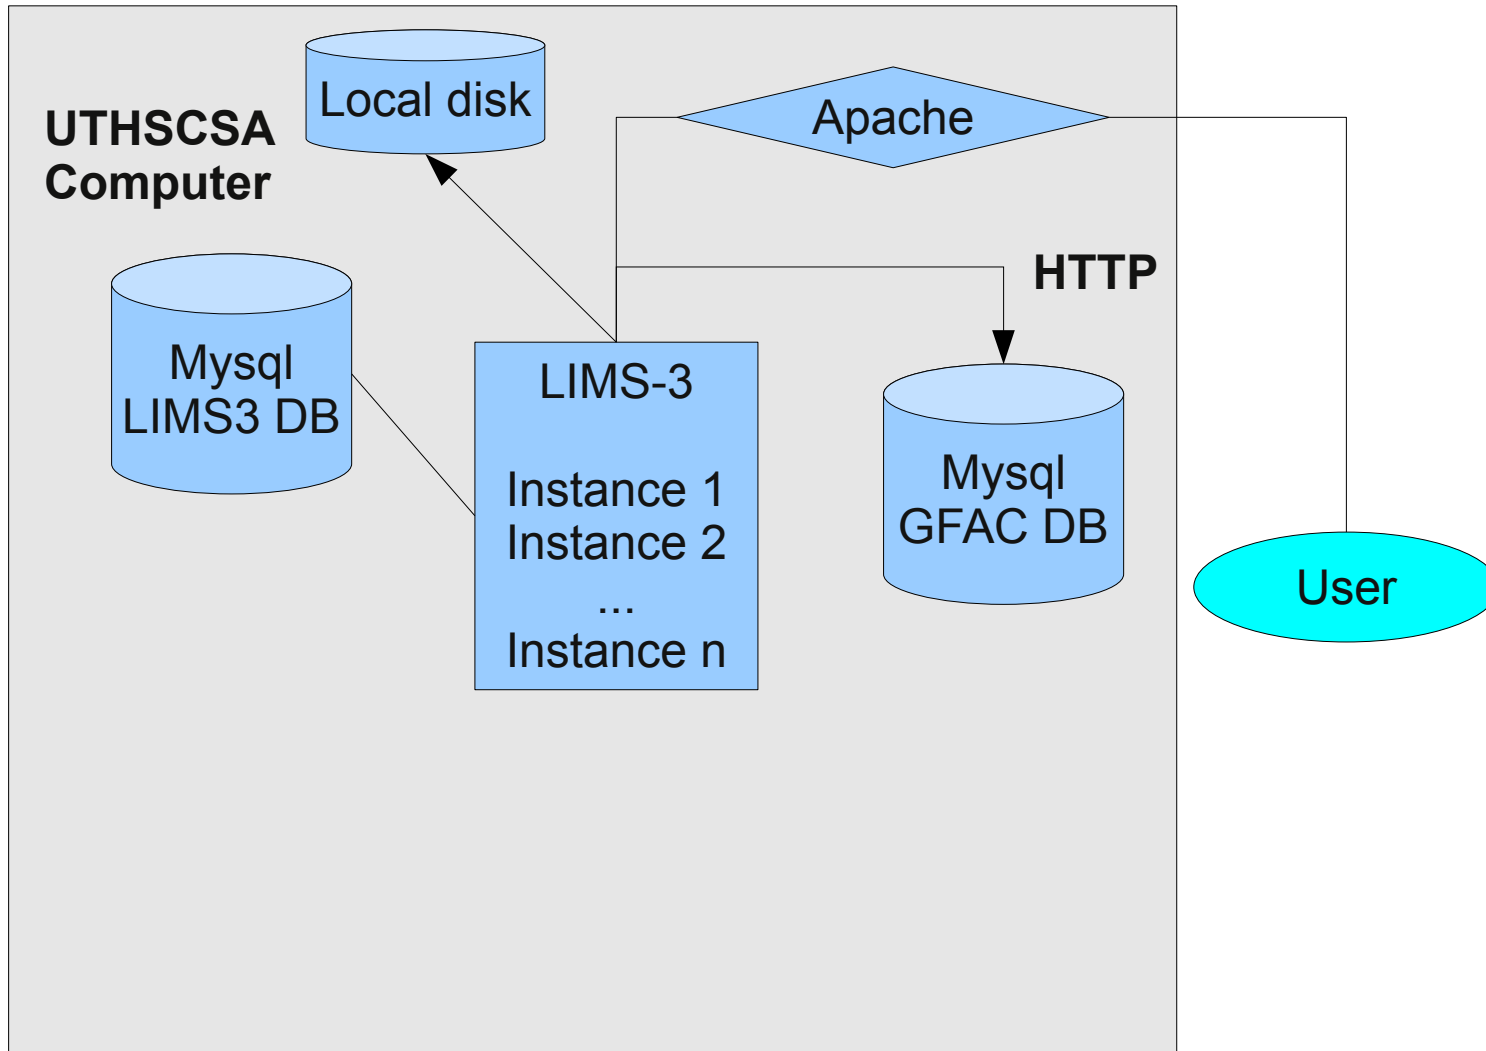 Local disk
Apache
UTHSCSA
Computer
HTTP
Mysql
LIMS3 DB
LIMS-3
Instance 1
Instance 2
...
Instance n
Mysql
GFAC DB
User